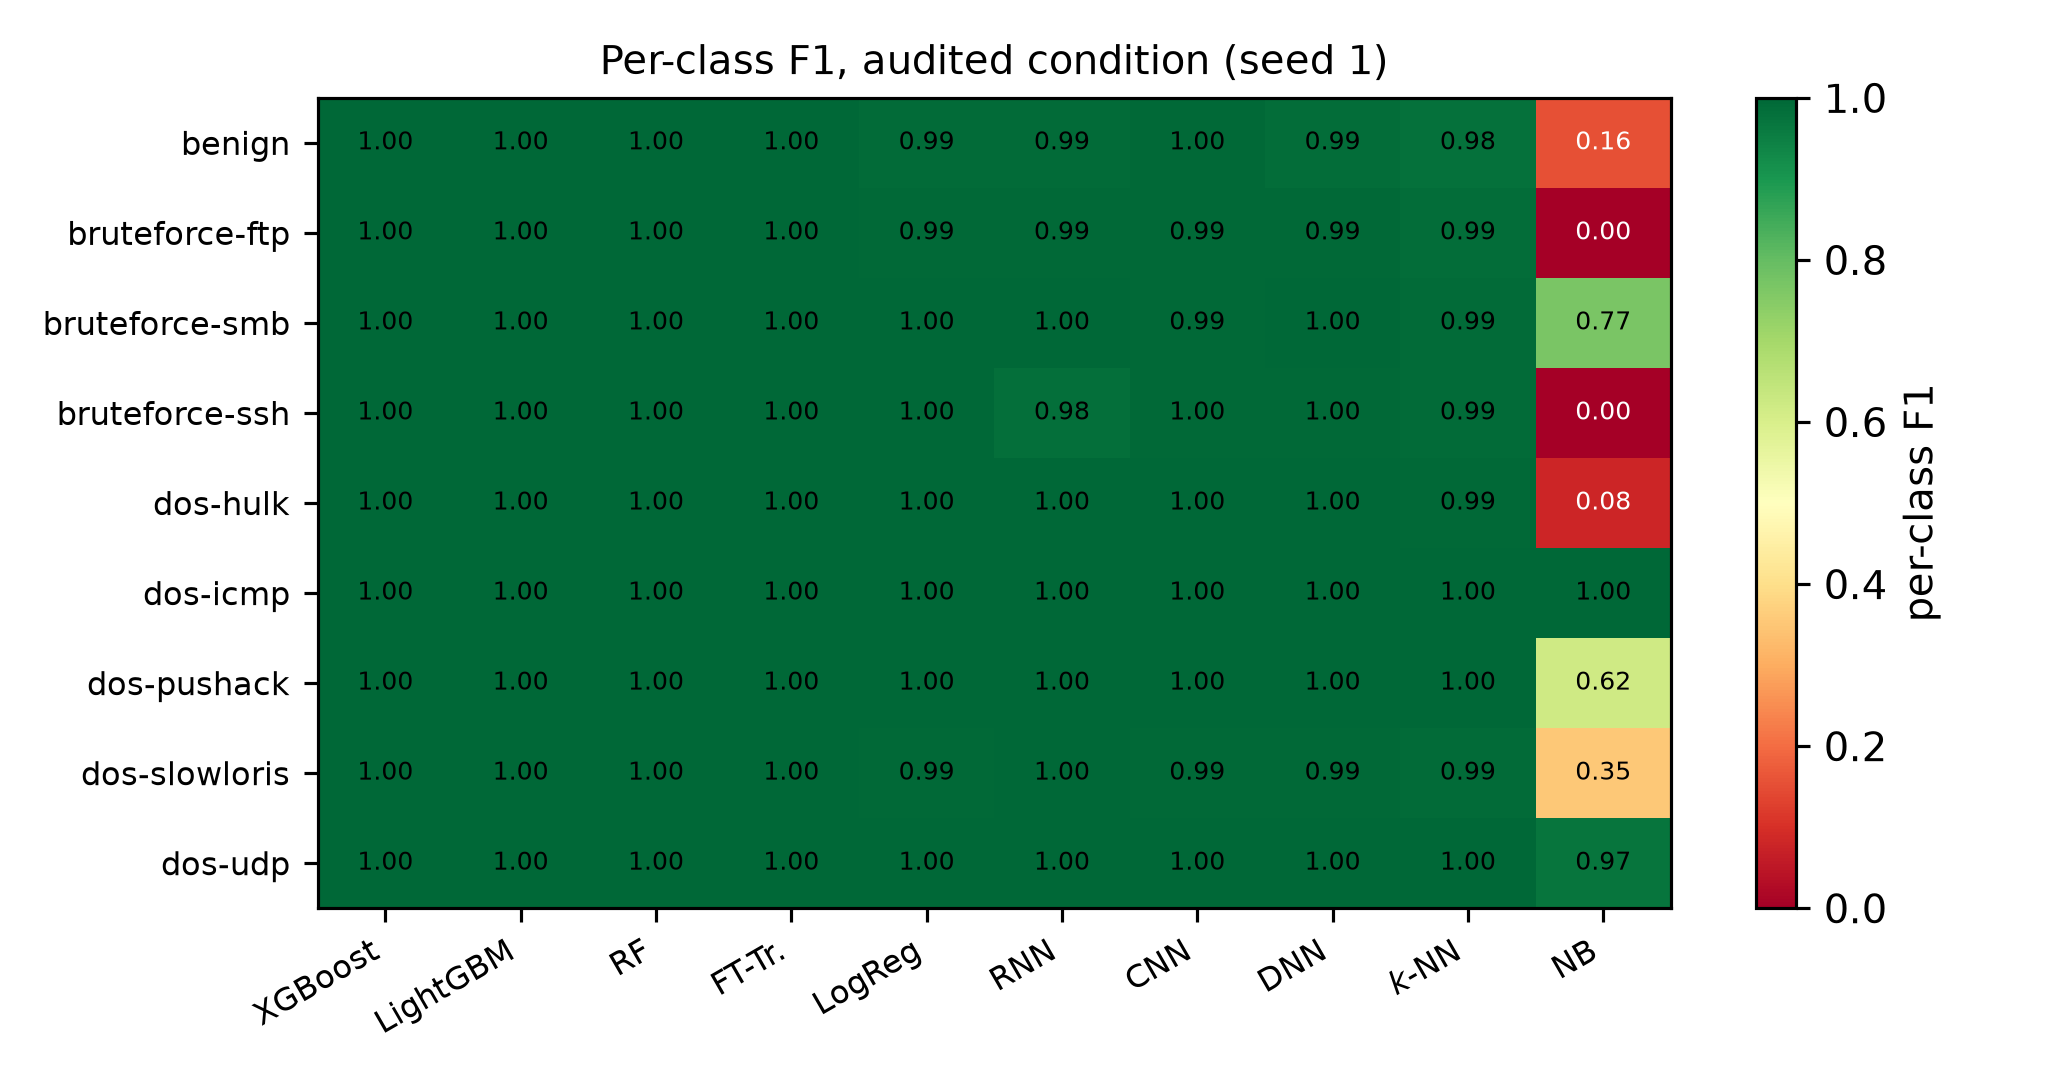 Per-class F1, audited condition (seed 1)
benign 1.00 1.00 1.00 1.00 0.99 0.99 1.00 0.99 0.98 0.16
bruteforce-ftp 1.00 1.00 1.00 1.00 0.99 0.99 0.99 0.99 0.99 0.00
bruteforce-smb 1.00 1.00 1.00 1.00 1.00 1.00 0.99 1.00 0.99 0.77
bruteforce-ssh 1.00 1.00 1.00 1.00 1.00 0.98 1.00 1.00 0.99 0.00
dos-hulk 1.00 1.00 1.00 1.00 1.00 1.00 1.00 1.00 0.99 0.08
dos-icmp 1.00 1.00 1.00 1.00 1.00 1.00 1.00 1.00 1.00 1.00
dos-pushack 1.00 1.00 1.00 1.00 1.00 1.00 1.00 1.00 1.00 0.62
dos-slowloris 1.00 1.00 1.00 1.00 0.99 1.00 0.99 0.99 0.99 0.35
dos-udp 1.00 1.00 1.00 1.00 1.00 1.00 1.00 1.00 1.00 0.97
XGBoost LightGBM RF FT-Tr. LogReg RNN CNN DNN k-NN NB
1.0
0.8
0.6
0.4
0.2
0.0
per-class F1